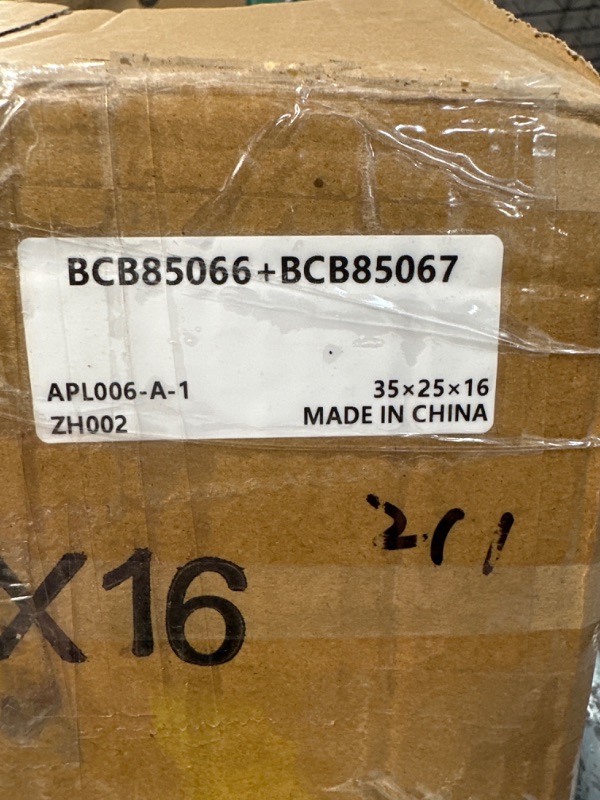 BCB85066+BCB85067
APL006-A-1
35×25×16
ZH002
MADE IN CHINA
X16